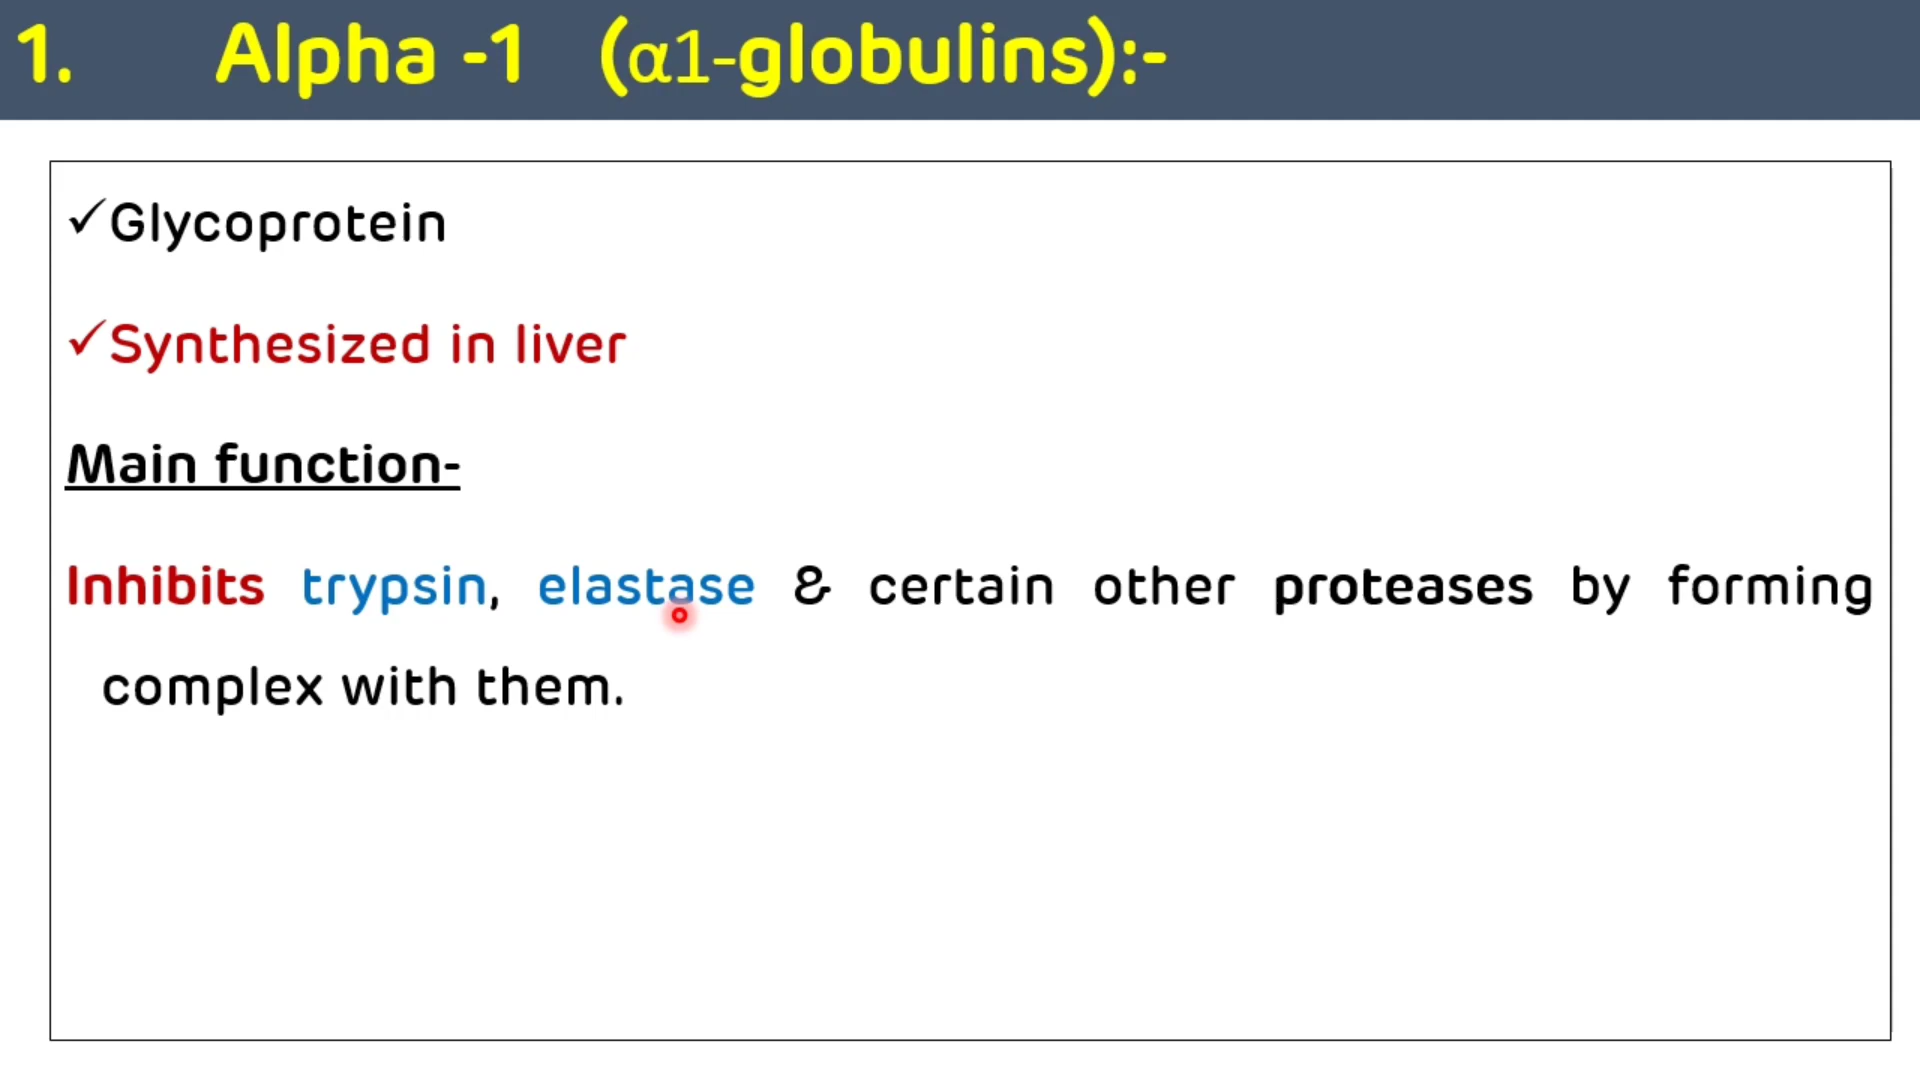 1. Alpha -1 (α1-globulins):-
✓Glycoprotein
✓Synthesized in liver
Main function-
Inhibits trypsin, elastase & certain other proteases by forming
complex with them.